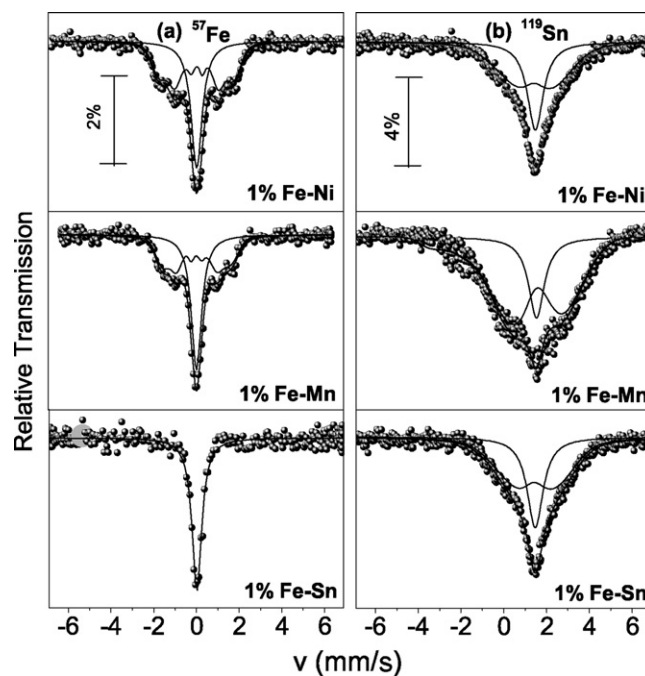 (a) ⁵⁷Fe
(b) ¹¹⁹Sn
2%
4%
1% Fe-Ni
1% Fe-Ni
Relative Transmission
1% Fe-Mn
1% Fe-Mn
1% Fe-Sn
1% Fe-Sn
-6 -4 -2 0 2 4 6
-6 -4 -2 0 2 4 6
v (mm/s)